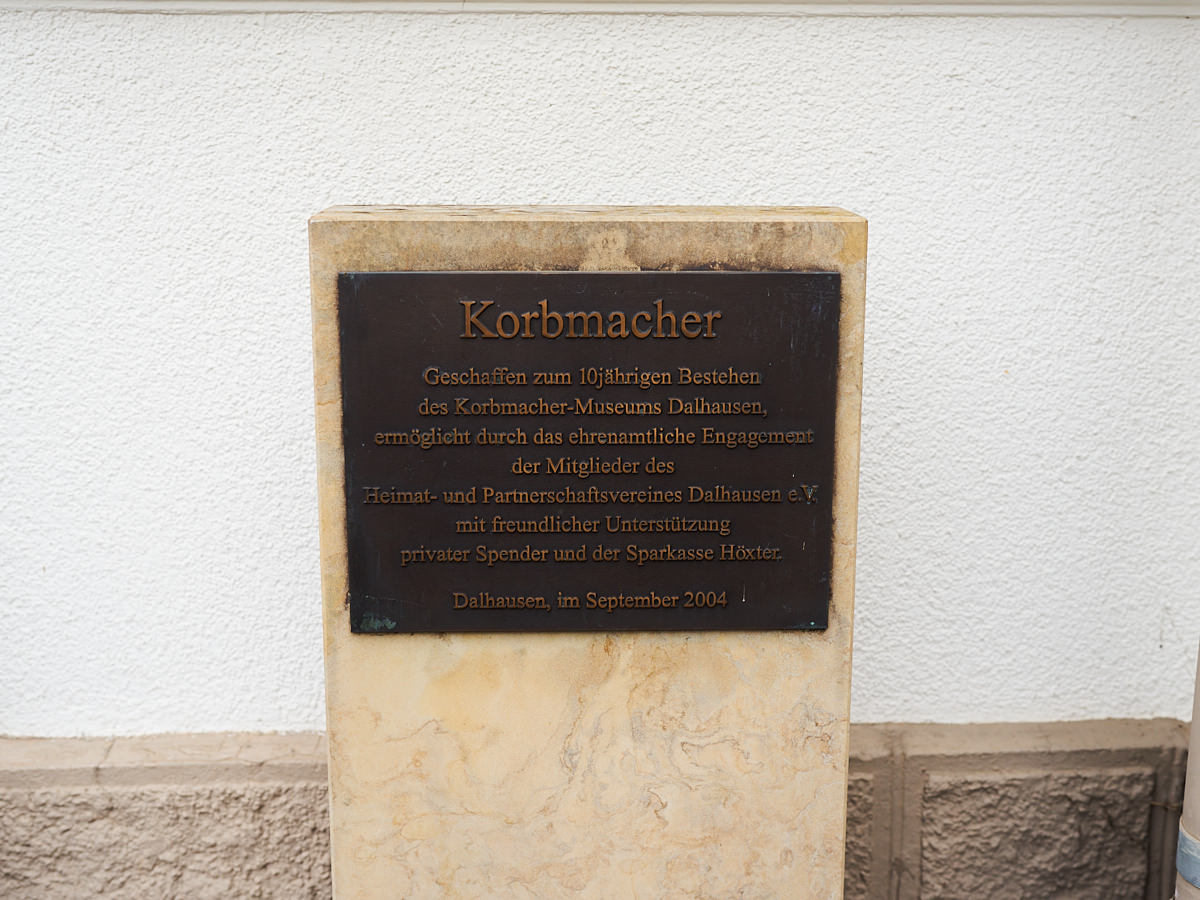 Korbmacher
Geschaffen zum 10jährigen Bestehen
des Korbmacher-Museums Dalhausen,
ermöglicht durch das ehrenamtliche Engagement
der Mitglieder des
Heimat- und Partnerschaftsvereines Dalhausen e.V.
mit freundlicher Unterstützung
privater Spender und der Sparkasse Höxter.
Dalhausen, im September 2004